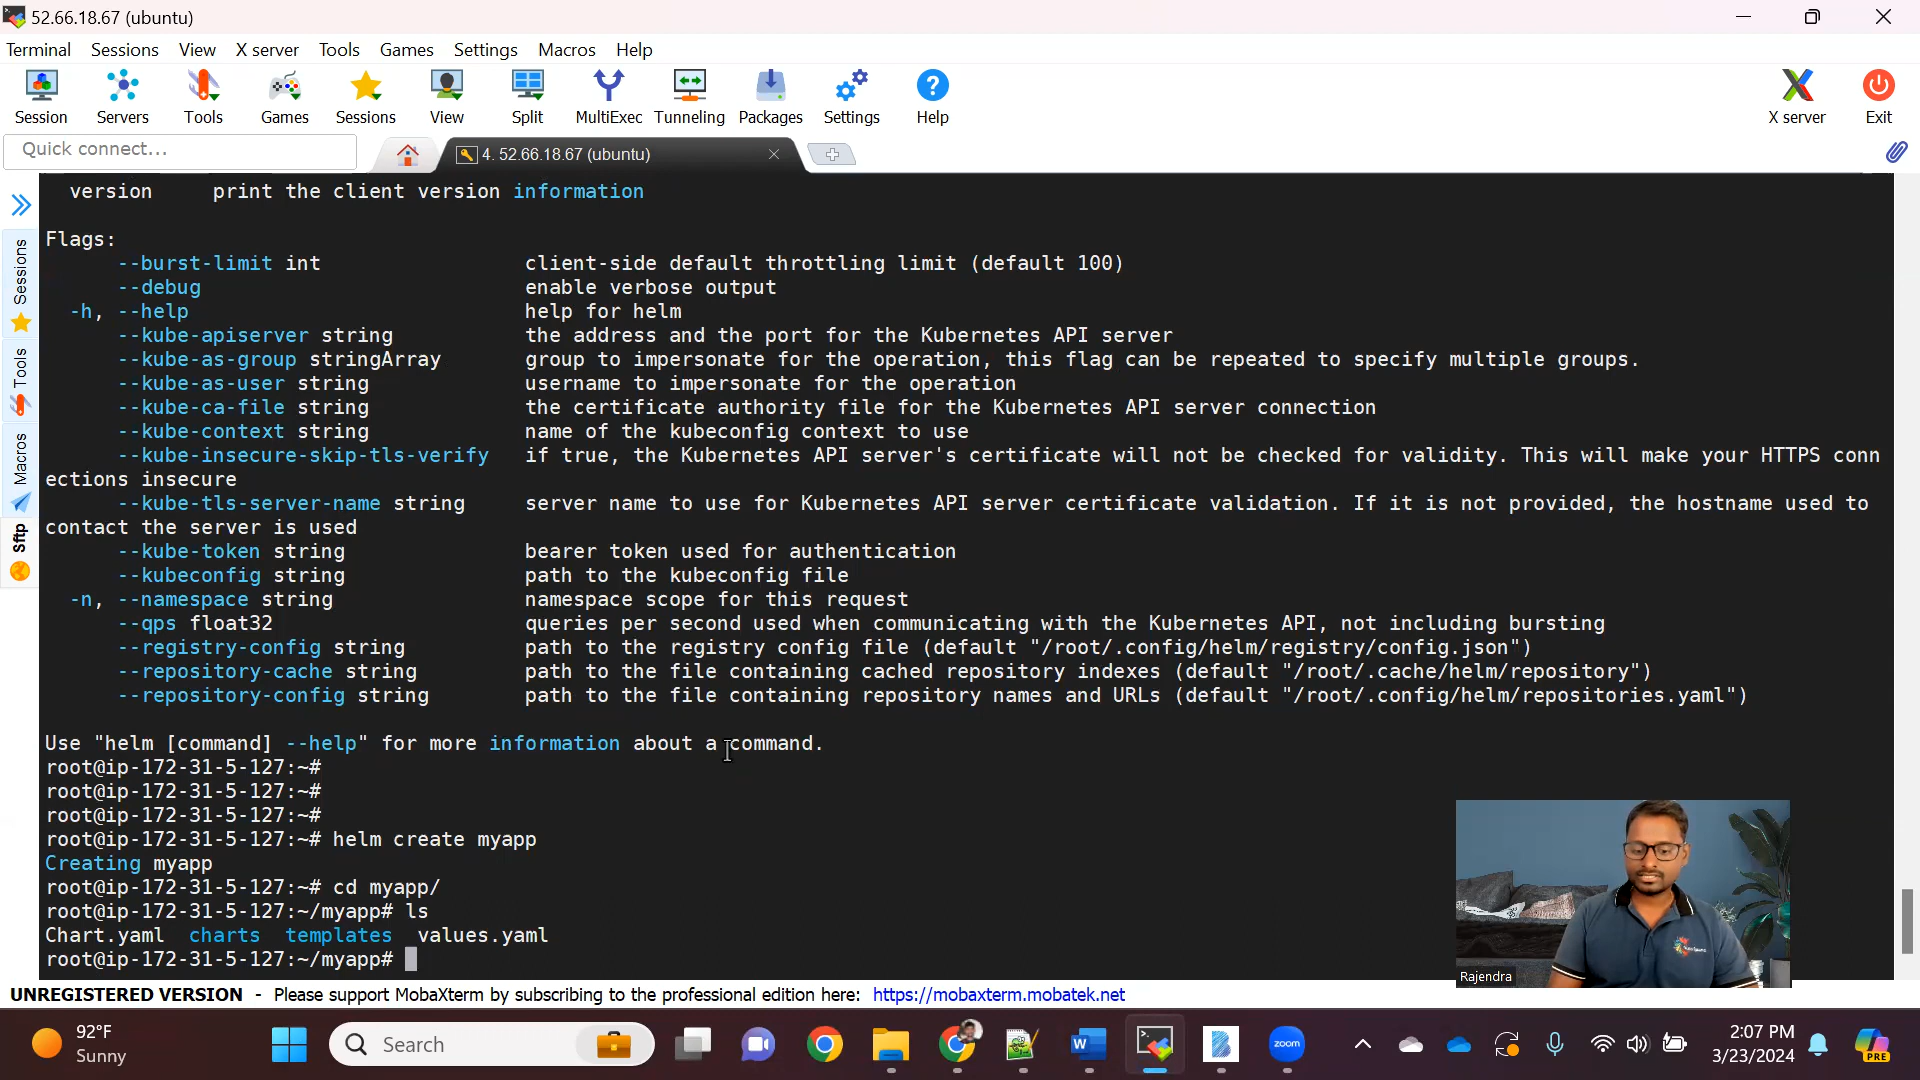 52.66.18.67 (ubuntu)
Terminal Sessions View X server Tools Games Settings Macros Help
Session Servers Tools Games Sessions View Split MultiExec Tunneling Packages Settings Help X server Exit
Quick connect... 4. 52.66.18.67 (ubuntu)
Sessions
Tools
Macros
Sftp
version print the client version information
Flags:
--burst-limit int client-side default throttling limit (default 100)
--debug enable verbose output
-h, --help help for helm
--kube-apiserver string the address and the port for the Kubernetes API server
--kube-as-group stringArray group to impersonate for the operation, this flag can be repeated to specify multiple groups.
--kube-as-user string username to impersonate for the operation
--kube-ca-file string the certificate authority file for the Kubernetes API server connection
--kube-context string name of the kubeconfig context to use
--kube-insecure-skip-tls-verify if true, the Kubernetes API server's certificate will not be checked for validity. This will make your HTTPS conn
ections insecure
--kube-tls-server-name string server name to use for Kubernetes API server certificate validation. If it is not provided, the hostname used to
contact the server is used
--kube-token string bearer token used for authentication
--kubeconfig string path to the kubeconfig file
-n, --namespace string namespace scope for this request
--qps float32 queries per second used when communicating with the Kubernetes API, not including bursting
--registry-config string path to the registry config file (default "/root/.config/helm/registry/config.json")
--repository-cache string path to the file containing cached repository indexes (default "/root/.cache/helm/repository")
--repository-config string path to the file containing repository names and URLs (default "/root/.config/helm/repositories.yaml")
Use "helm [command] --help" for more information about a command.
root@ip-172-31-5-127:~#
root@ip-172-31-5-127:~#
root@ip-172-31-5-127:~#
root@ip-172-31-5-127:~# helm create myapp
Creating myapp
root@ip-172-31-5-127:~# cd myapp/
root@ip-172-31-5-127:~/myapp# ls
Chart.yaml charts templates values.yaml
root@ip-172-31-5-127:~/myapp#
Rajendra
UNREGISTERED VERSION - Please support MobaXterm by subscribing to the professional edition here: https://mobaxterm.mobatek.net
92°F
Sunny
Search
zoom
2:07 PM
3/23/2024
PRE